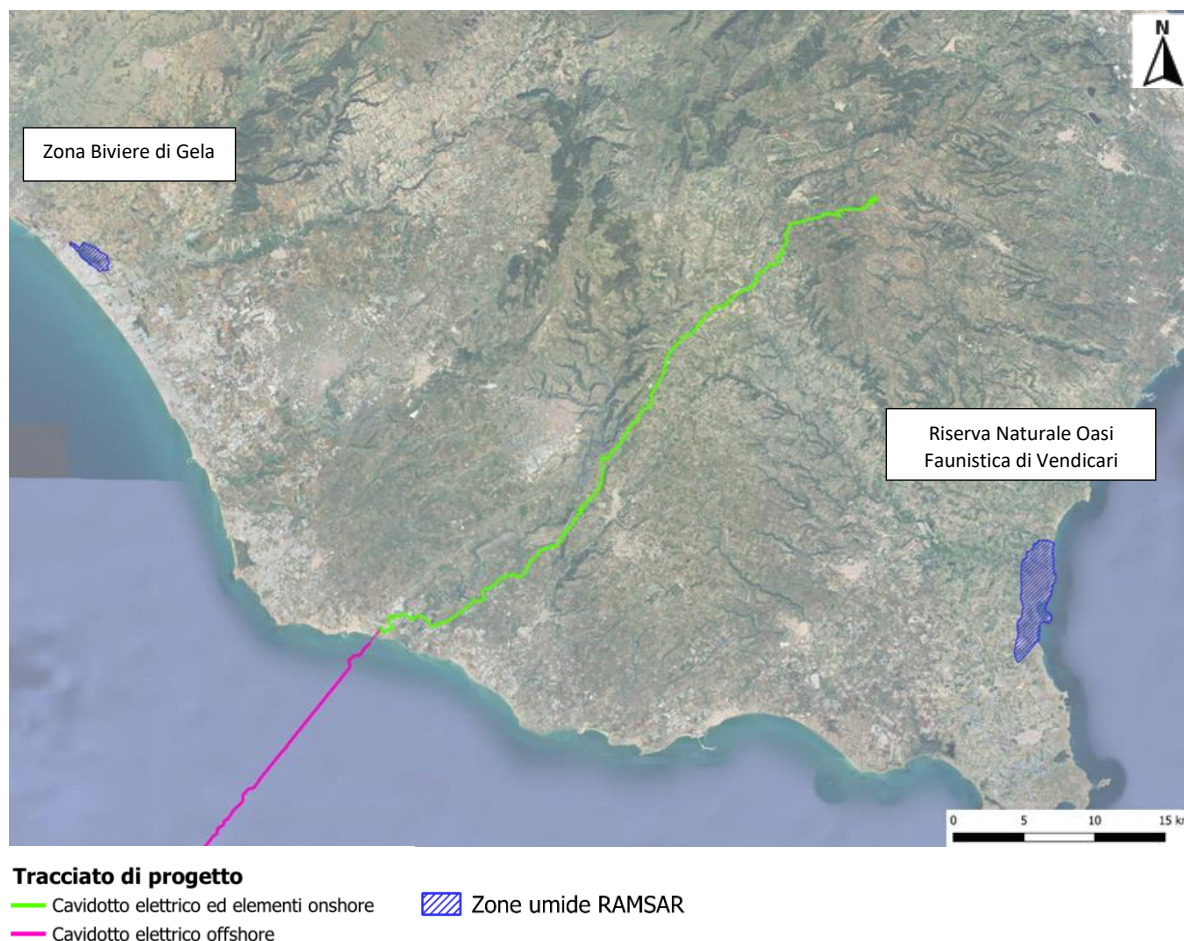 N
Zona Biviere di Gela
Riserva Naturale Oasi
Faunistica di Vendicari
0 5 10 15 km
Tracciato di progetto
Cavidotto elettrico ed elementi onshore
Cavidotto elettrico offshore
Zone umide RAMSAR